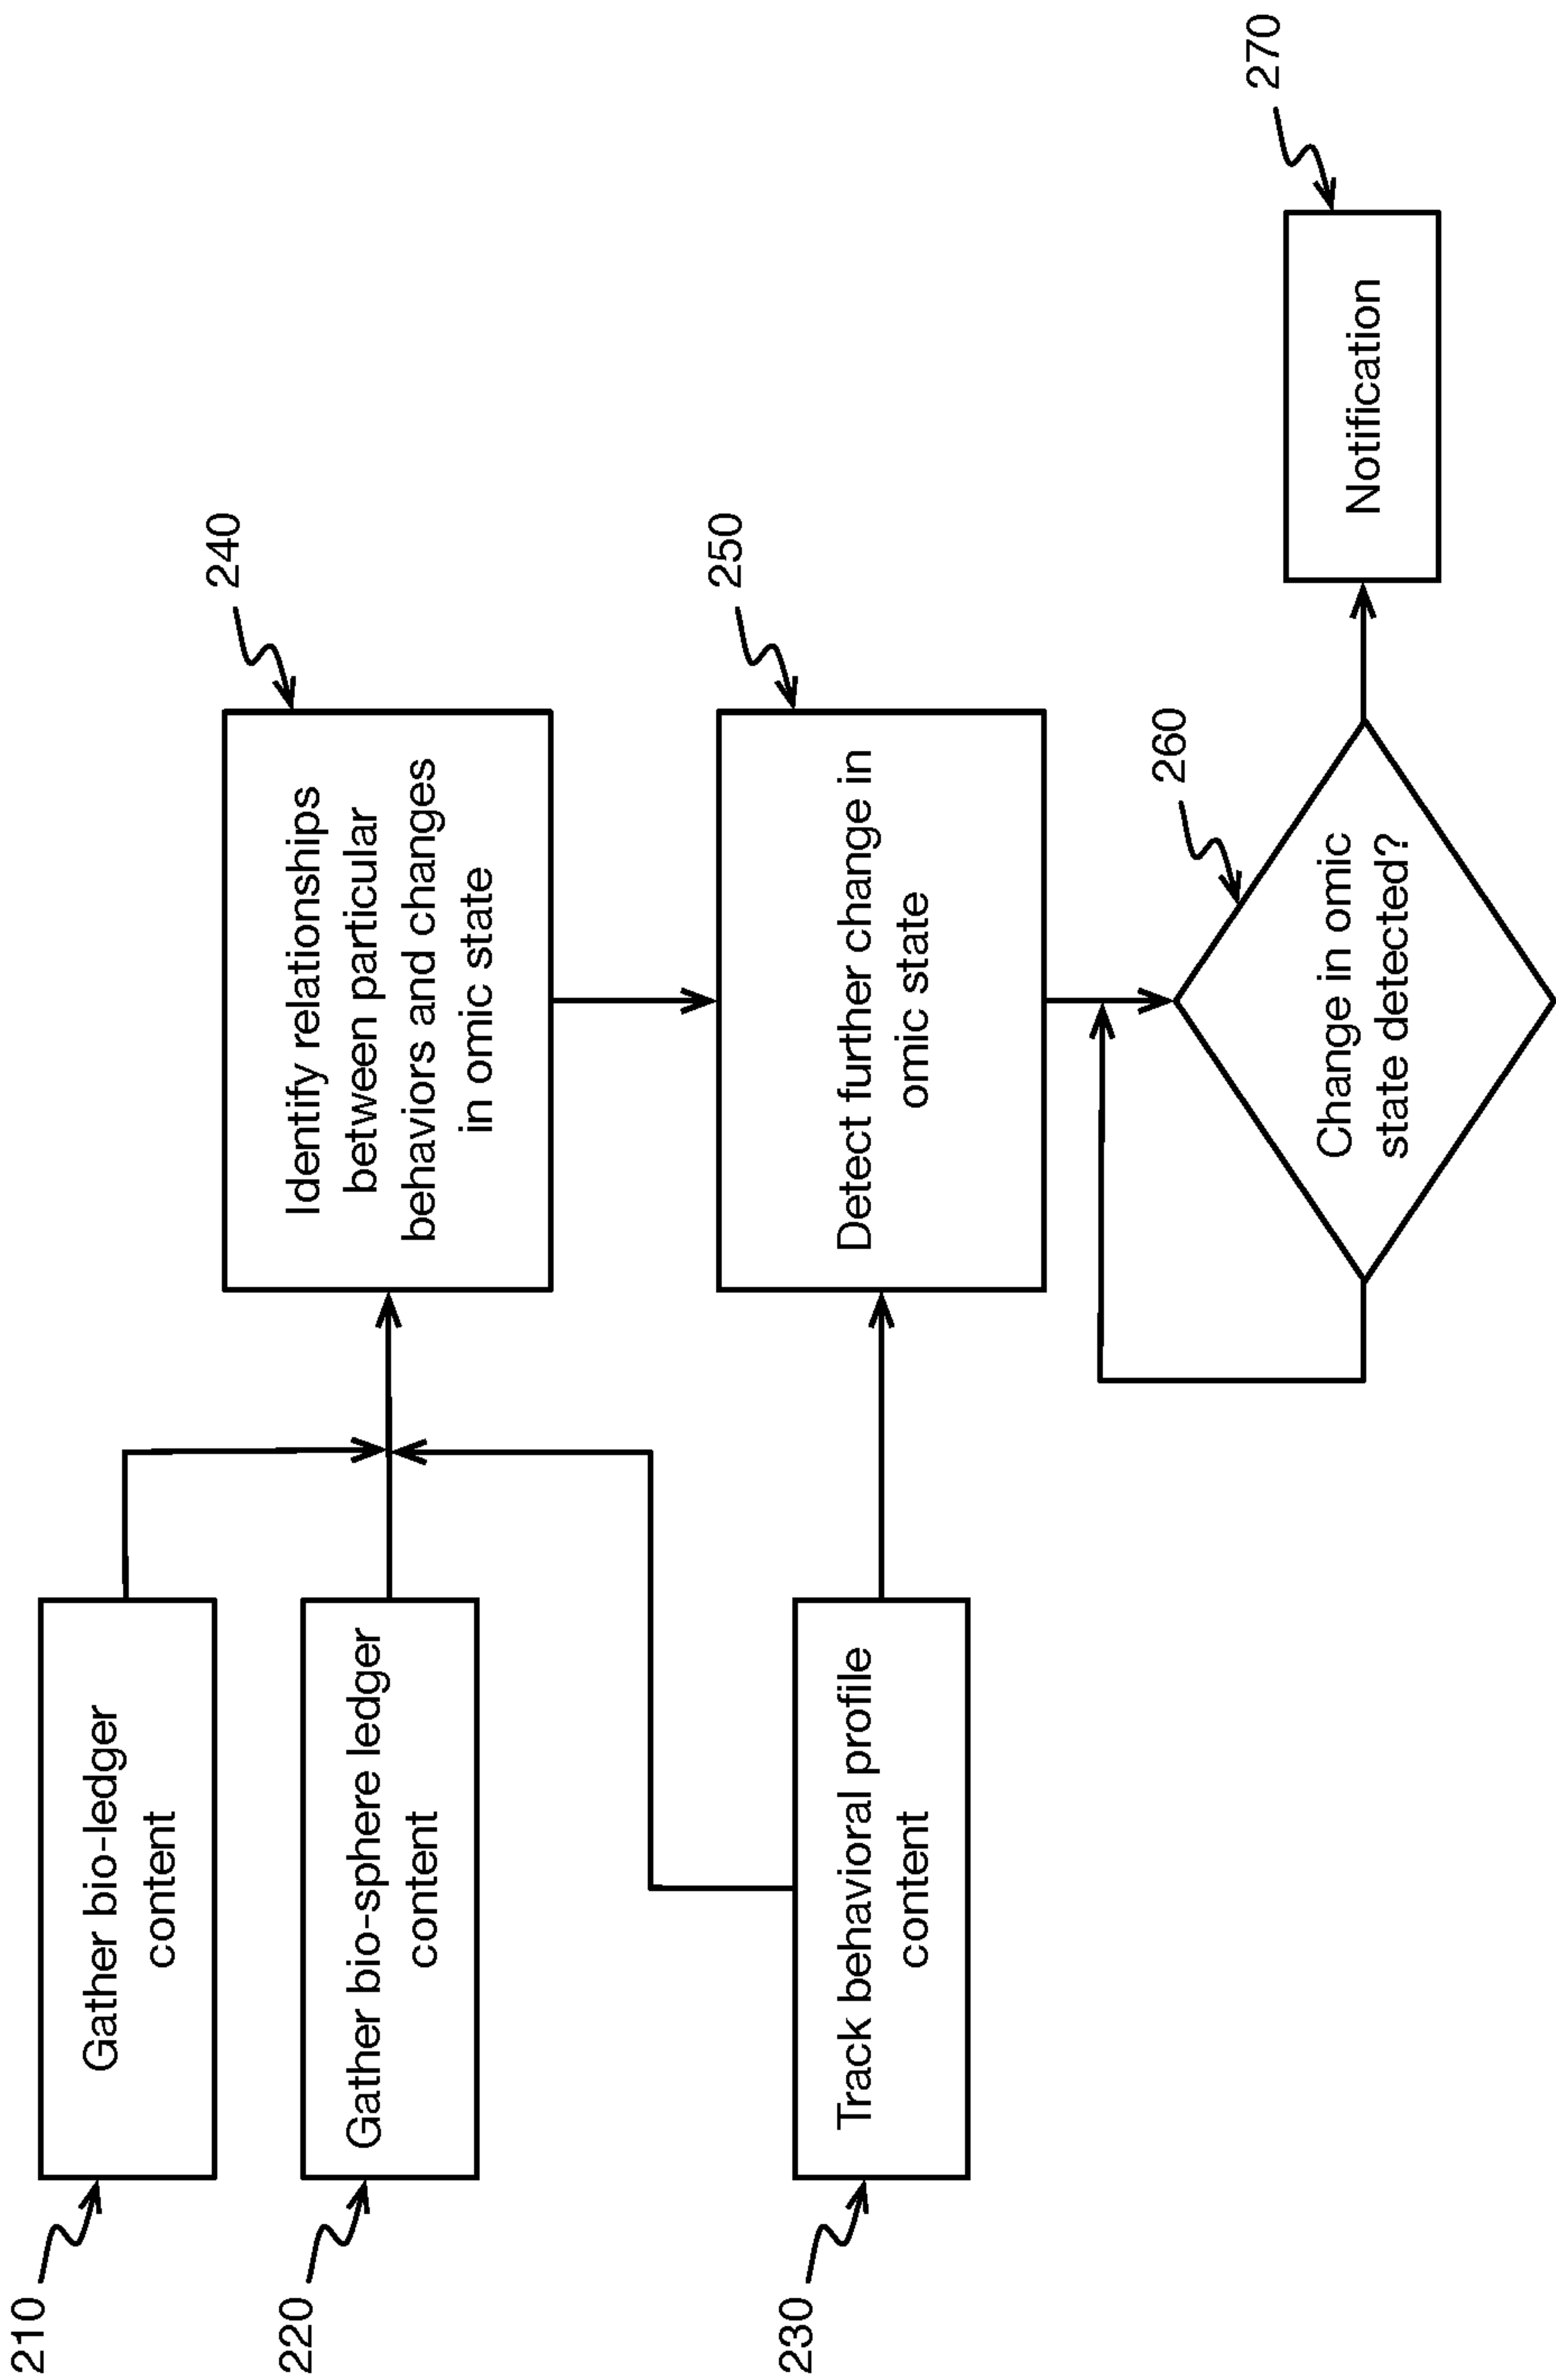 210
Gather bio-ledger
content
220
Gather bio-sphere ledger
content
230
Track behavioral profile
content
240
Identify relationships
between particular
behaviors and changes
in omic state
250
Detect further change in
omic state
260
Change in omic
state detected?
270
Notification